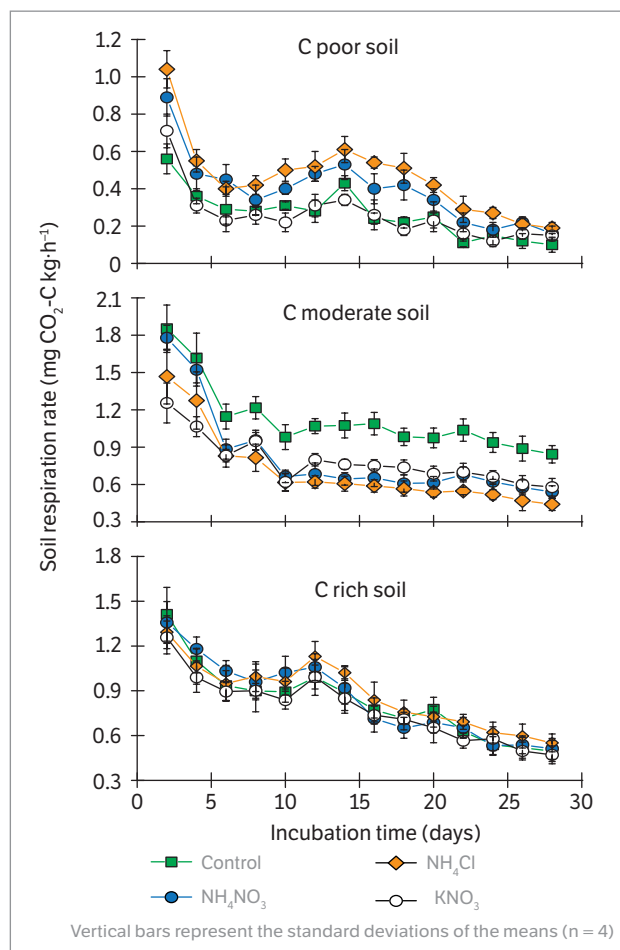 C poor soil
1.2
1.0
0.8
0.6
0.4
0.2
0
Soil respiration rate (mg CO₂-C kg·h⁻¹)
C moderate soil
2.1
1.8
1.5
1.2
0.9
0.6
0.3
C rich soil
1.8
1.5
1.2
0.9
0.6
0.3
0 5 10 15 20 25 30
Incubation time (days)
Control NH₄Cl
NH₄NO₃ KNO₃
Vertical bars represent the standard deviations of the means (n = 4)